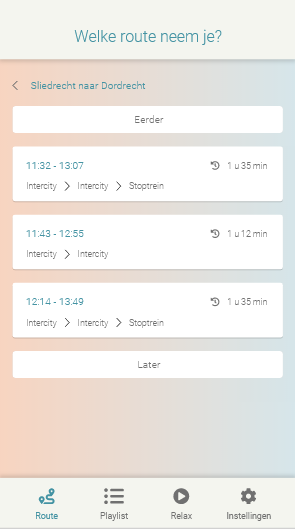 Welke route neem je?
Sliedrecht naar Dordrecht
Eerder
11:32 - 13:07 1 u 35 min
Intercity Intercity Stoptrein
11:43 - 12:55 1 u 12 min
Intercity Intercity
12:14 - 13:49 1 u 35 min
Intercity Intercity Stoptrein
Later
Route Playlist Relax Instellingen